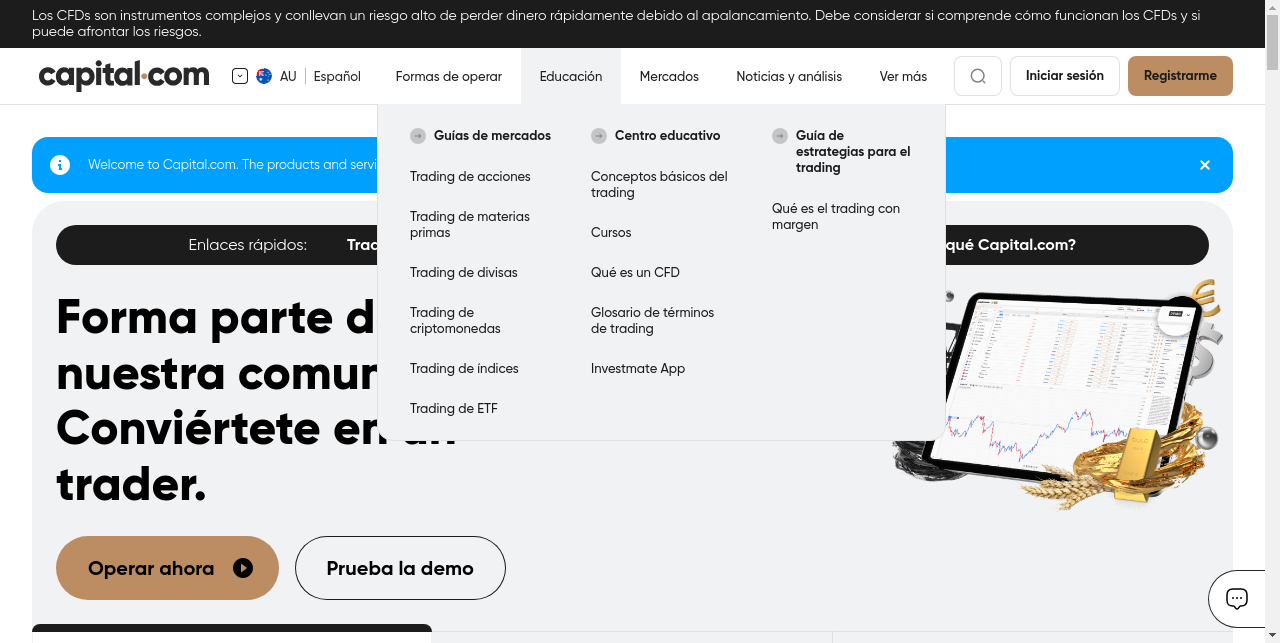 Los CFDs son instrumentos complejos y conllevan un riesgo alto de perder dinero rápidamente debido al apalancamiento. Debe considerar si comprende cómo funcionan los CFDs y si
puede afrontar los riesgos.
capital.com
AU Español
Formas de operar
Educación
Mercados
Noticias y análisis
Ver más
Iniciar sesión
Registrarme
Guías de mercados
Trading de acciones
Trading de materias
primas
Trading de divisas
Trading de
criptomonedas
Trading de índices
Trading de ETF
Centro educativo
Conceptos básicos del
trading
Cursos
Qué es un CFD
Glosario de términos
de trading
Investmate App
Guía de
estrategias para el
trading
Qué es el trading con
margen
Welcome to Capital.com. The products and servi
Enlaces rápidos:
Trad
qué Capital.com?
Forma parte d
nuestra comun
Conviértete en un
trader.
Operar ahora
Prueba la demo